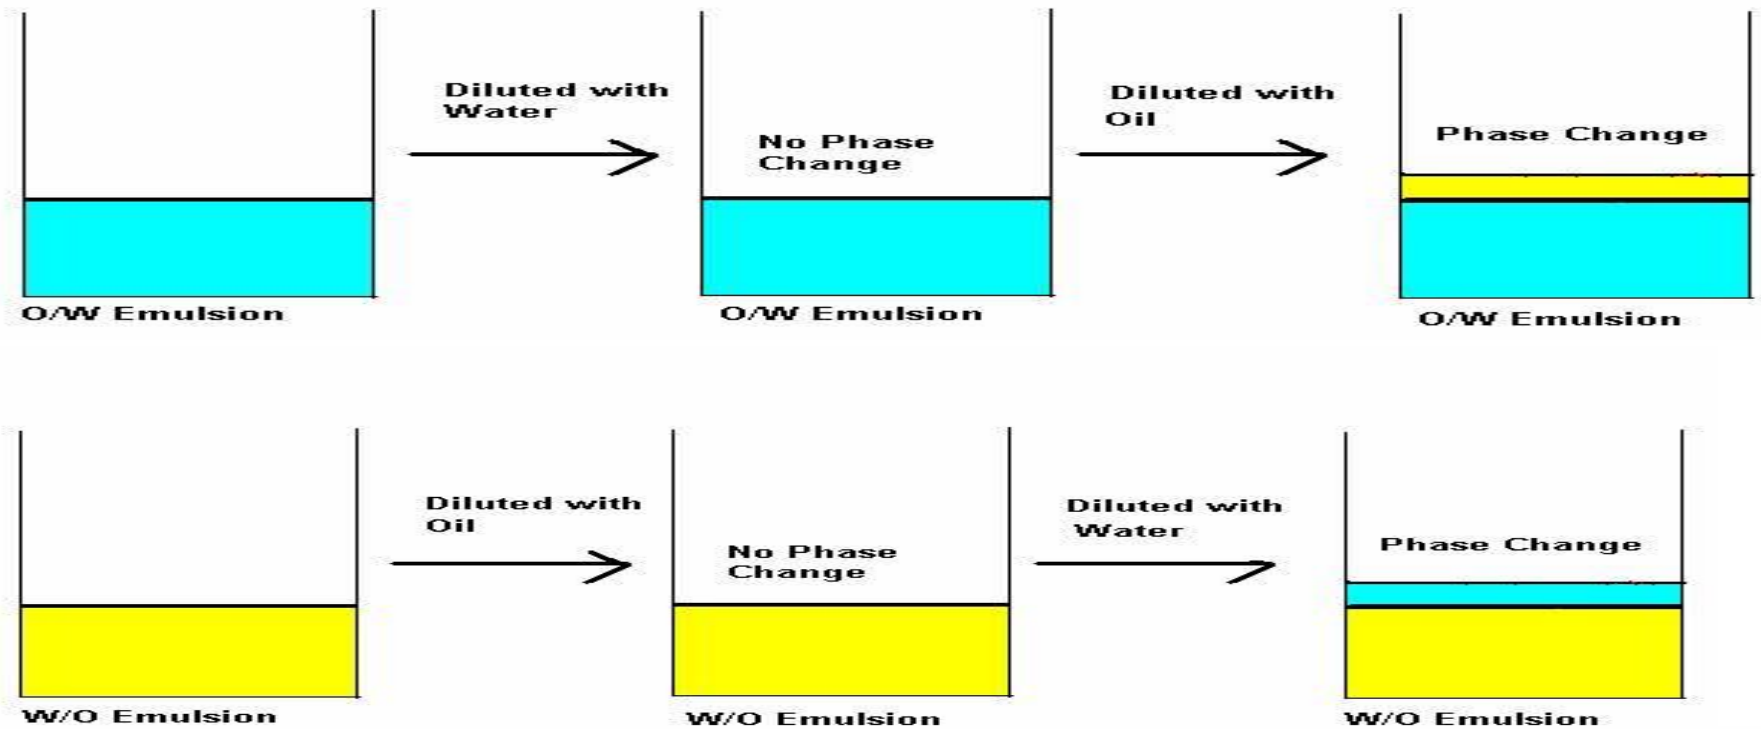 Diluted with
Water
No Phase
Change
Diluted with
Oil
Phase Change
O/W Emulsion
O/W Emulsion
O/W Emulsion
Diluted with
Oil
No Phase
Change
Diluted with
Water
Phase Change
W/O Emulsion
W/O Emulsion
W/O Emulsion